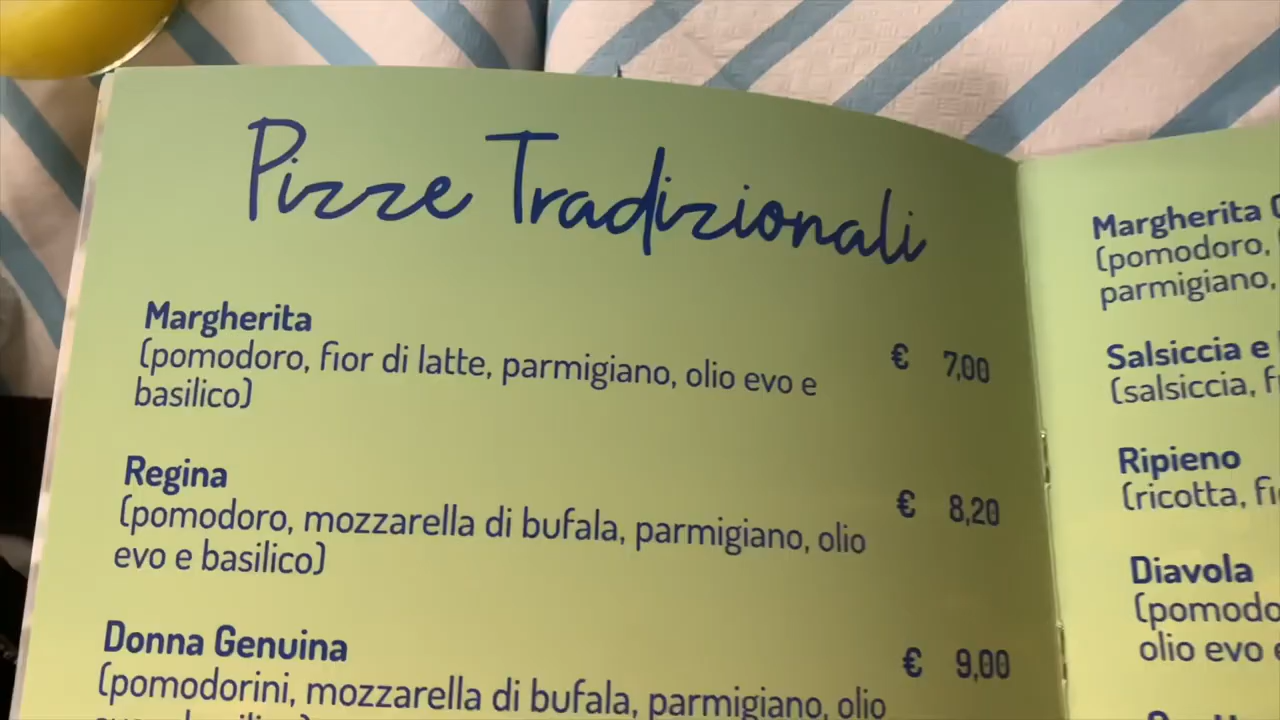 Pizze Tradizionali
Margherita
(pomodoro, fior di latte, parmigiano, olio evo e
basilico)
€ 7,00
Regina
(pomodoro, mozzarella di bufala, parmigiano, olio
evo e basilico)
€ 8,20
Donna Genuina
(pomodorini, mozzarella di bufala, parmigiano, olio
€ 9,00
Margherita
(pomodoro,
parmigiano,
Salsiccia e
(salsiccia,
Ripieno
(ricotta,
Diavola
olio evo